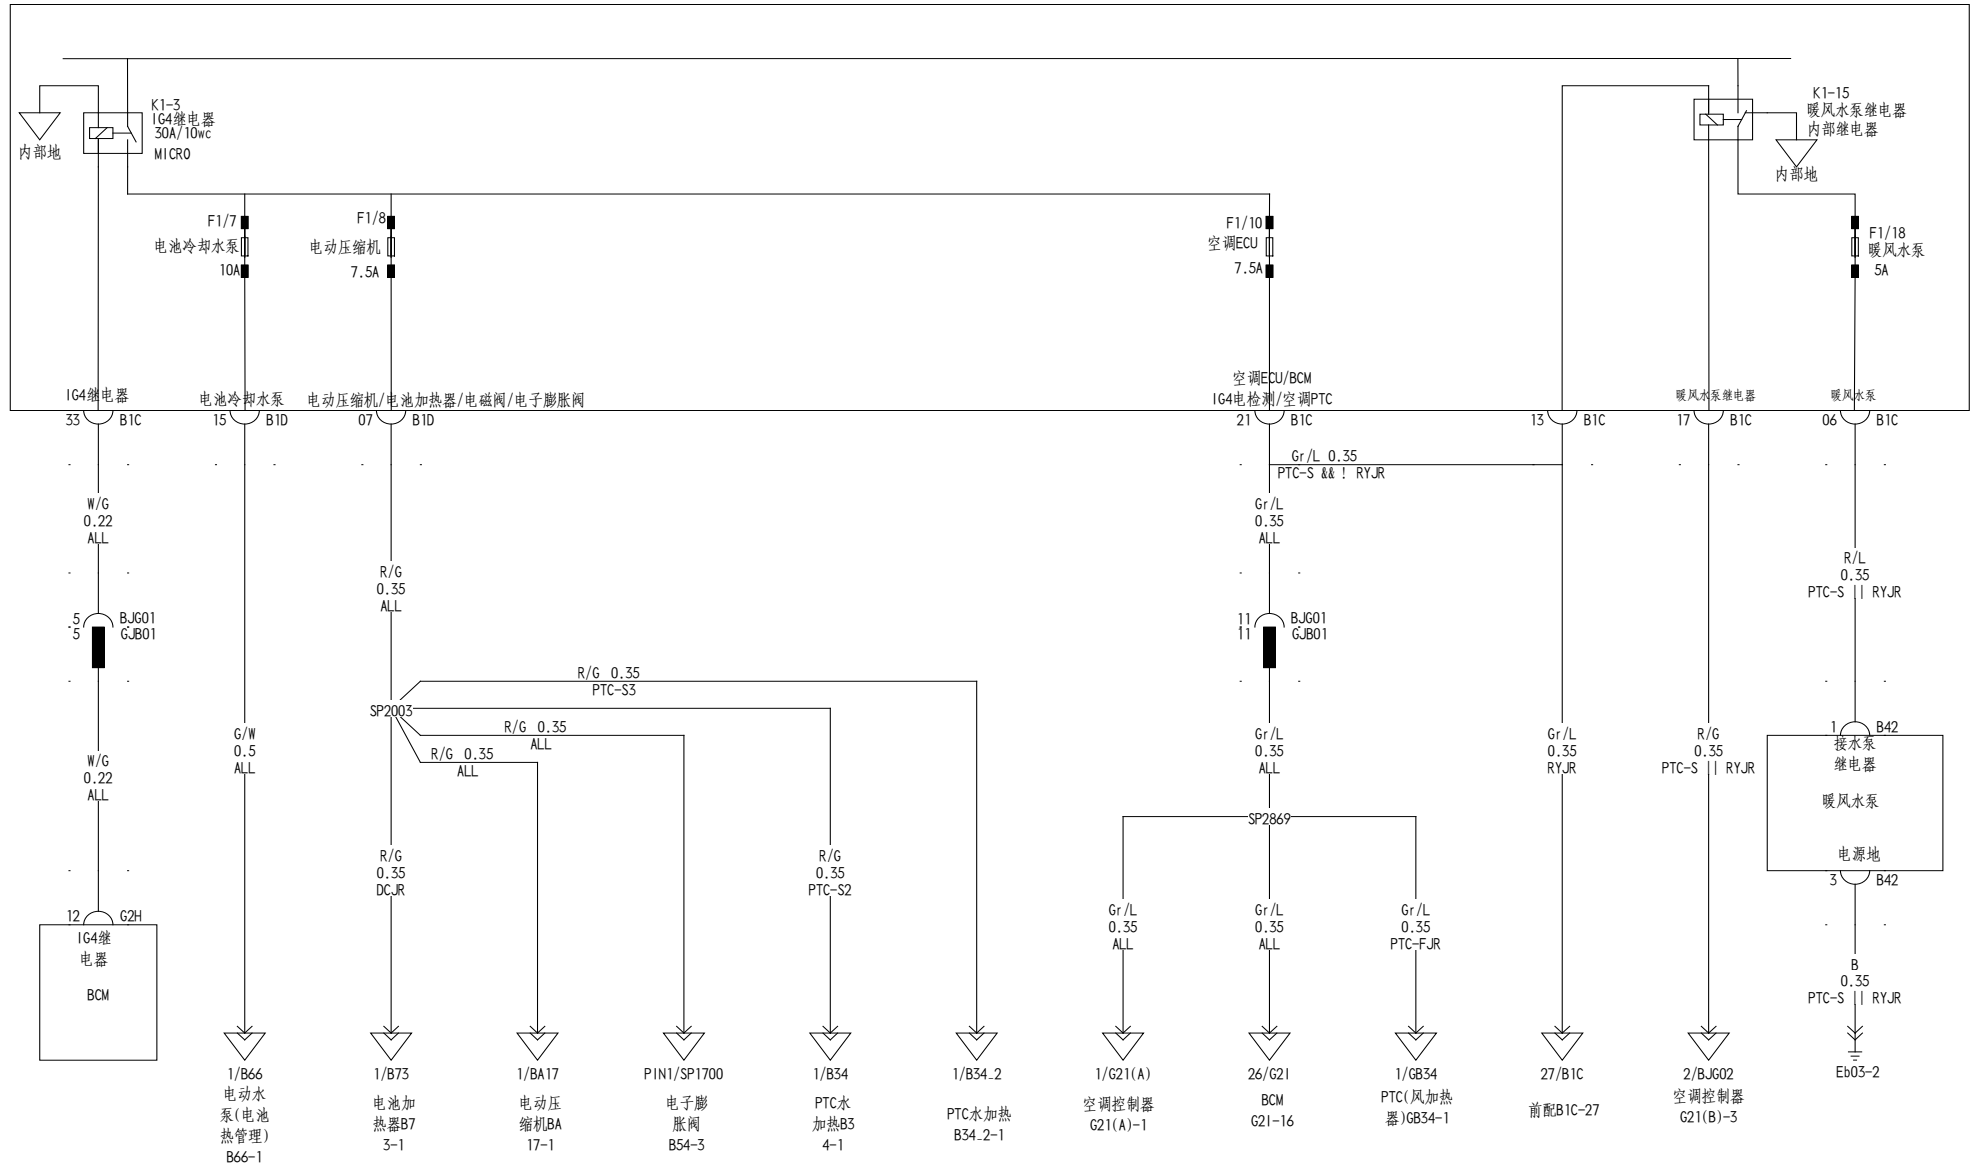 K1-3
IG4继电器
30A/10wc
MICRO
内部地
K1-15
暖风水泵继电器
内部继电器
内部地
F1/7
电池冷却水泵
10A
F1/8
电动压缩机
7.5A
F1/10
空调ECU
7.5A
F1/18
暖风水泵
5A
IG4继电器
电池冷却水泵
电动压缩机/电池加热器/电磁阀/电子膨胀阀
空调ECU/BCM
IG4电检测/空调PTC
暖风水泵继电器
暖风水泵
33 B1C
15 B1D
07 B1D
21 B1C
13 B1C
17 B1C
06 B1C
Gr/L 0.35
PTC-S && ! RYJR
W/G
0.22
ALL
Gr/L
0.35
ALL
R/G
0.35
ALL
R/L
0.35
PTC-S || RYJR
5 BJG01
5 GJB01
11 BJG01
11 GJB01
R/G 0.35
PTC-S3
SP2003
R/G 0.35
ALL
R/G 0.35
ALL
W/G
0.22
ALL
G/W
0.5
ALL
Gr/L
0.35
ALL
Gr/L
0.35
RYJR
R/G
0.35
PTC-S || RYJR
1 B42
接水泵
继电器
暖风水泵
电源地
3 B42
SP2869
R/G
0.35
DCJR
R/G
0.35
PTC-S2
Gr/L
0.35
ALL
Gr/L
0.35
ALL
Gr/L
0.35
PTC-FJR
12 G2H
IG4继
电器
BCM
B
0.35
PTC-S || RYJR
1/B66
电动水
泵(电池
热管理)
B66-1
1/B73
电池加
热器B7
3-1
1/BA17
电动压
缩机BA
17-1
PIN1/SP1700
电子膨
胀阀
B54-3
1/B34
PTC水
加热B3
4-1
1/B34_2
PTC水加热
B34_2-1
1/G21(A)
空调控制器
G21(A)-1
26/G2I
BCM
G2I-16
1/GB34
PTC(风加热
器)GB34-1
27/B1C
前配B1C-27
2/BJG02
空调控制器
G21(B)-3
Eb03-2